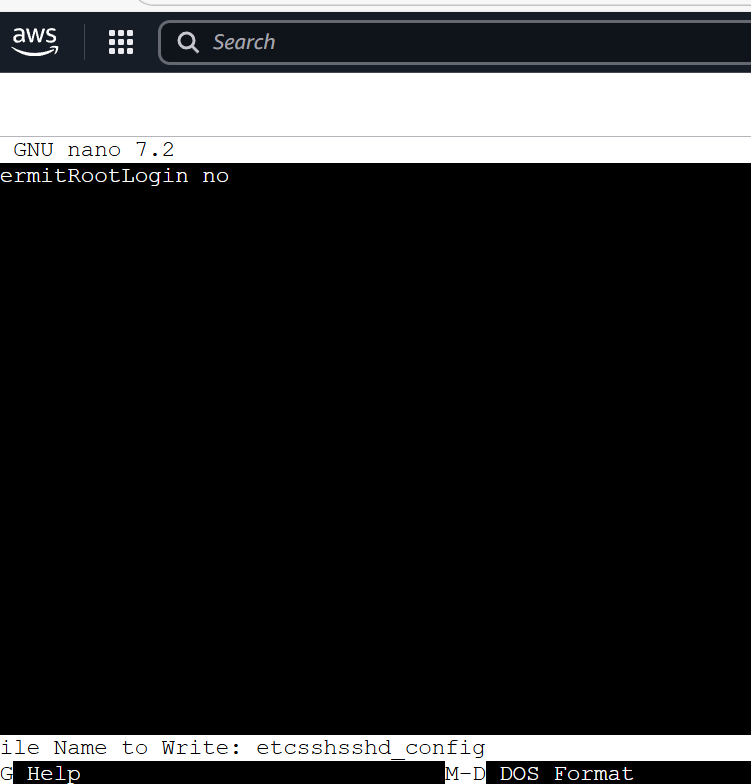 aws
Search
GNU nano 7.2
ermitRootLogin no
ile Name to Write: etcsshsshd_config
G Help M-D DOS Format